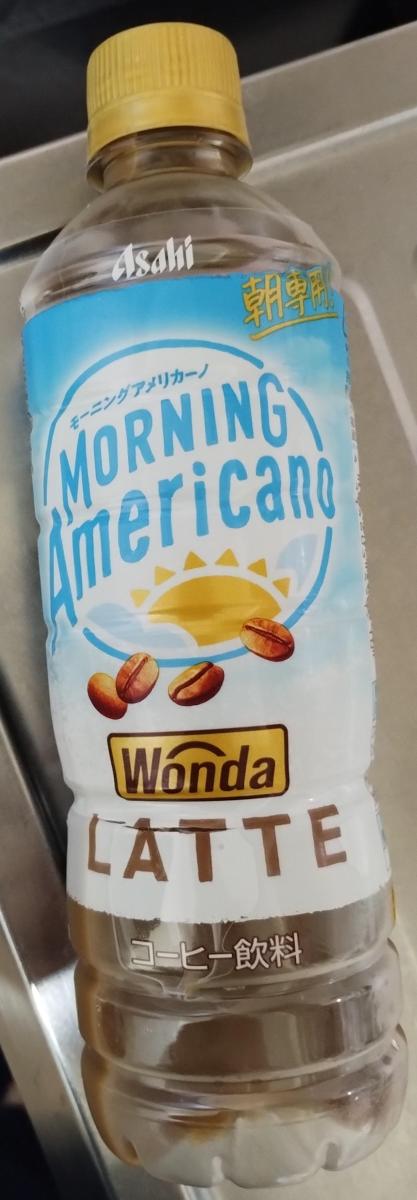 Asahi
朝専用!
モーニングアメリカーノ
MORNING
Americano
Wonda
LATTE
コーヒー飲料